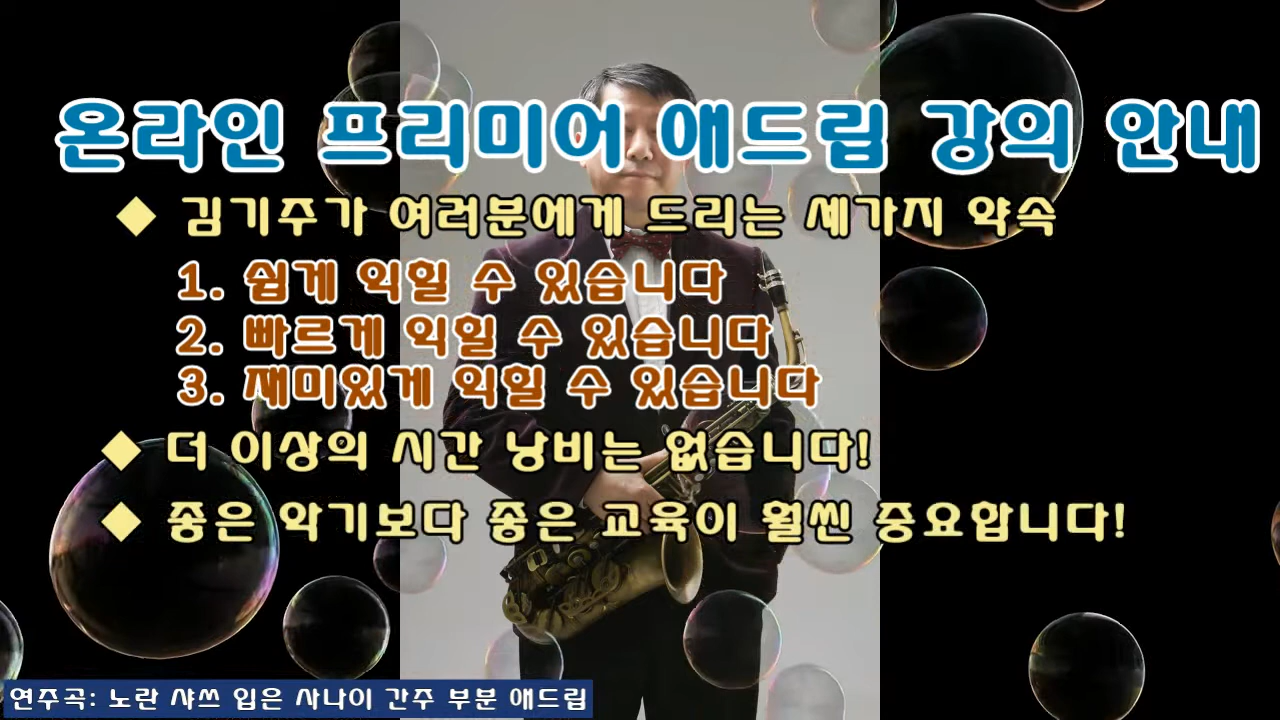 온라인 프리미어 애드립 강의 안내
◆ 김기주가 여러분에게 드리는 세가지 약속
1. 쉽게 익힐 수 있습니다
2. 빠르게 익힐 수 있습니다
3. 재미있게 익힐 수 있습니다
◆ 더 이상의 시간 낭비는 없습니다!
◆ 좋은 악기보다 좋은 교육이 훨씬 중요합니다!
연주곡: 노란 샤쓰 입은 사나이 간주 부분 애드립